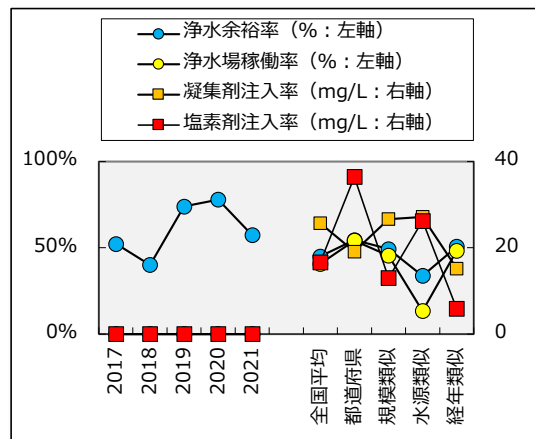 浄水余裕率（%：左軸）
浄水場稼働率（%：左軸）
凝集剤注入率（mg/L：右軸）
塩素剤注入率（mg/L：右軸）
100%
40
50%
20
0%
0
2017
2018
2019
2020
2021
全国平均
都道府県
規模類似
水源類似
経年類似